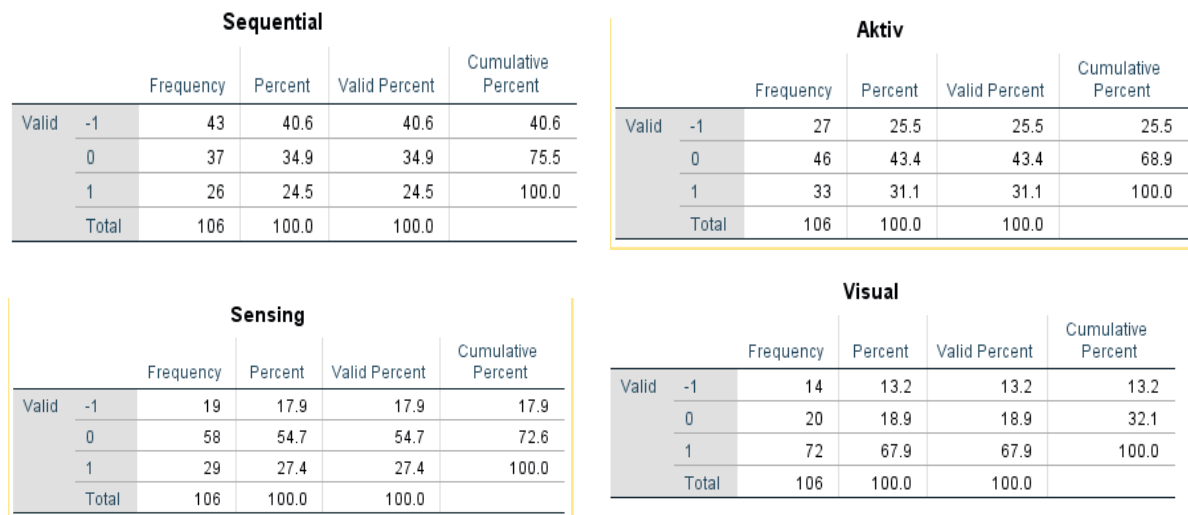 Sequential
Frequency Percent Valid Percent Cumulative Percent
Valid -1 43 40.6 40.6 40.6
0 37 34.9 34.9 75.5
1 26 24.5 24.5 100.0
Total 106 100.0 100.0
Aktiv
Frequency Percent Valid Percent Cumulative Percent
Valid -1 27 25.5 25.5 25.5
0 46 43.4 43.4 68.9
1 33 31.1 31.1 100.0
Total 106 100.0 100.0
Sensing
Frequency Percent Valid Percent Cumulative Percent
Valid -1 19 17.9 17.9 17.9
0 58 54.7 54.7 72.6
1 29 27.4 27.4 100.0
Total 106 100.0 100.0
Visual
Frequency Percent Valid Percent Cumulative Percent
Valid -1 14 13.2 13.2 13.2
0 20 18.9 18.9 32.1
1 72 67.9 67.9 100.0
Total 106 100.0 100.0